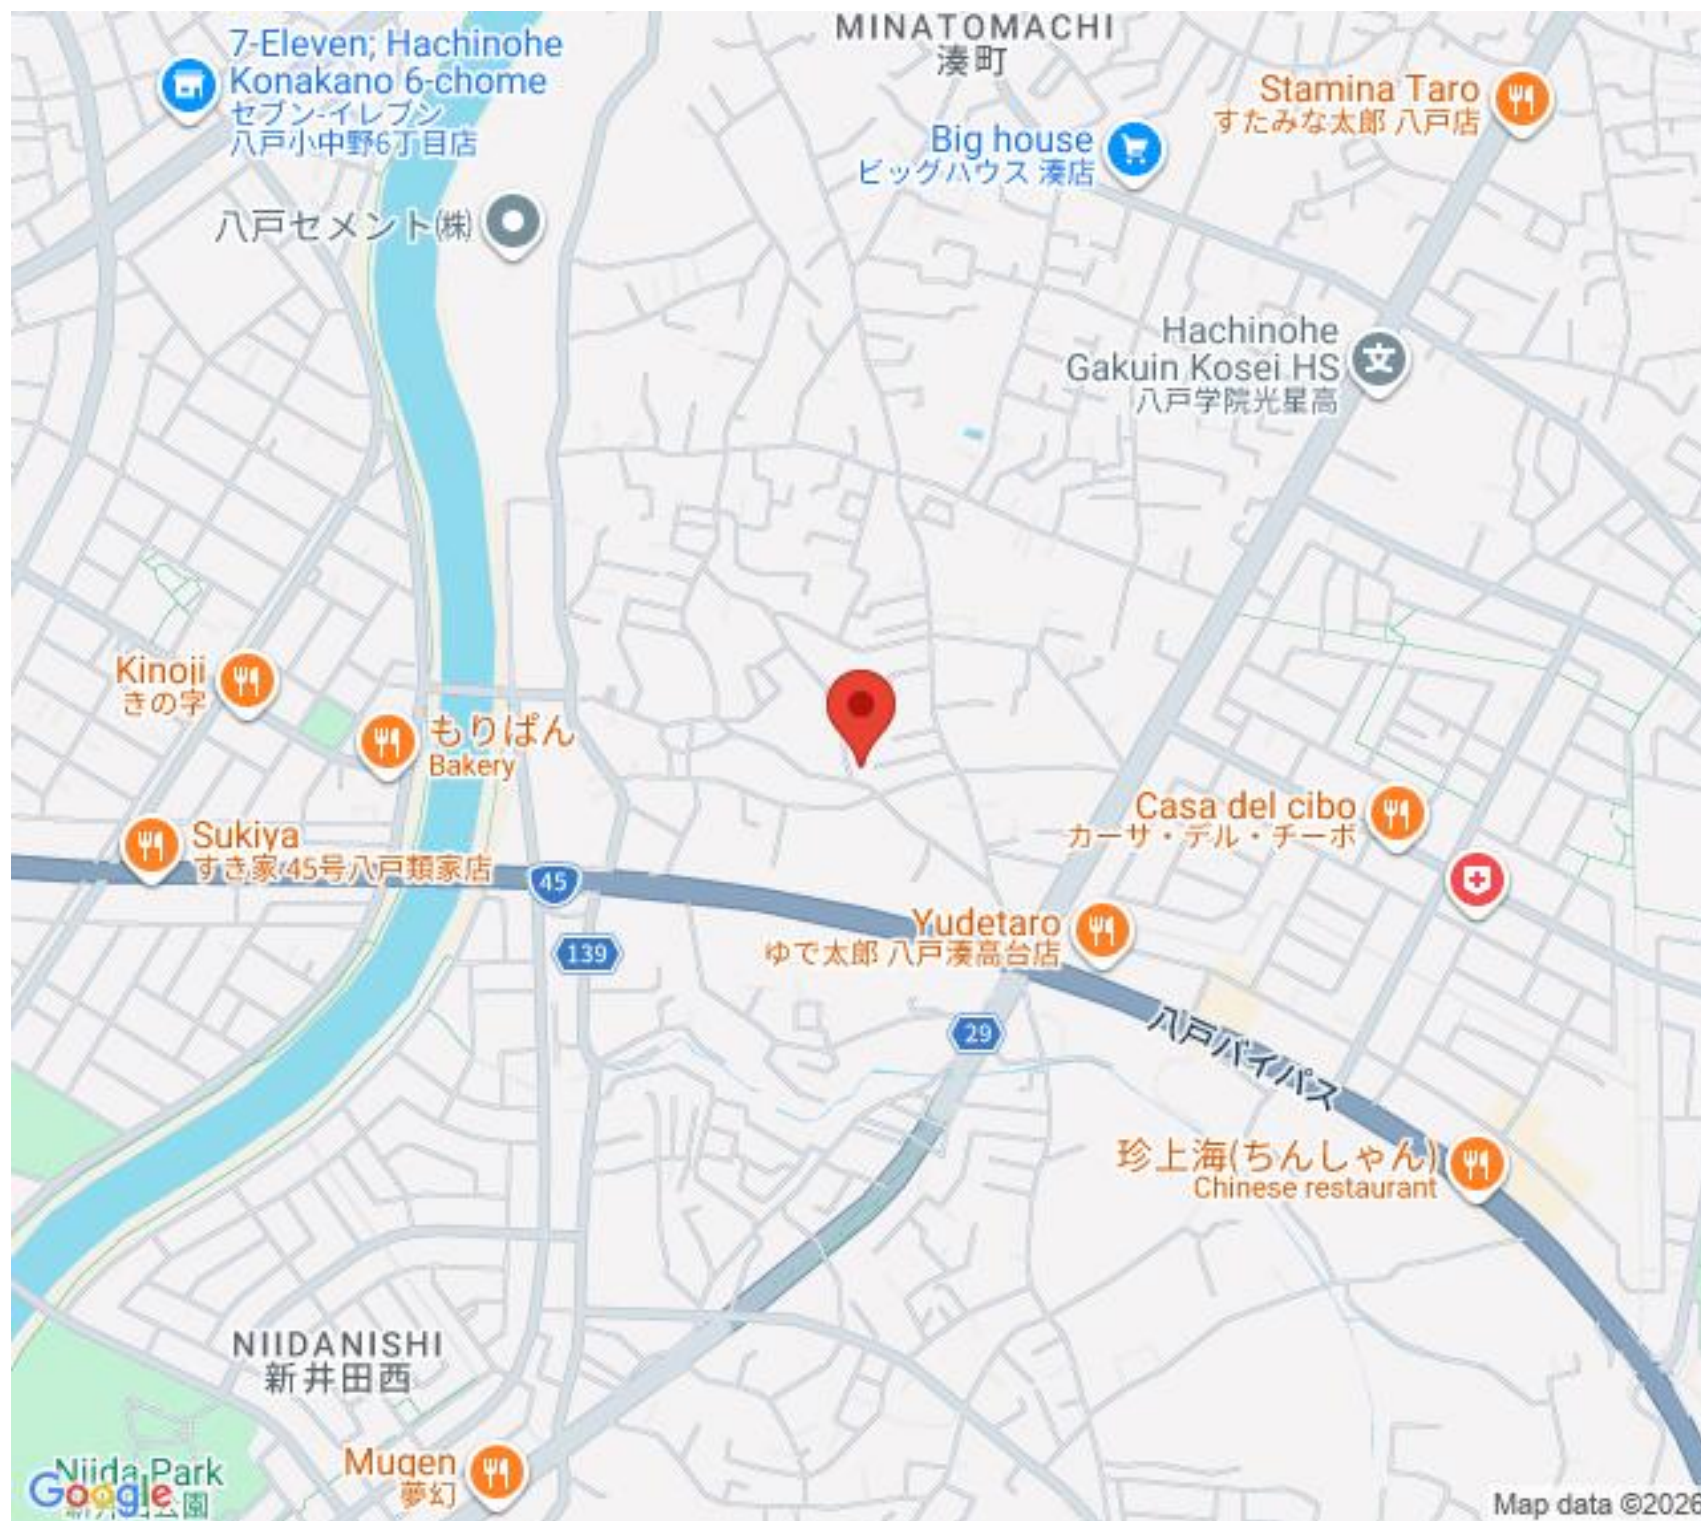 MINATOMACHI
湊町
7-Eleven; Hachinohe
Konakano 6-chome
セブン-イレブン
八戸小中野6丁目店
Stamina Taro
すたみな太郎 八戸店
Big house
ビッグハウス 湊店
八戸セメント㈱
Hachinohe
Gakuin Kosei HS
八戸学院光星高
Kinoji
きの字
もりぱん
Bakery
Casa del cibo
カーサ・デル・チーボ
Sukiya
すき家 45号八戸類家店
45
Yudetaro
ゆで太郎 八戸湊高台店
139
29
八戸バイパス
珍上海(ちんしゃん)
Chinese restaurant
NIIDANISHI
新井田西
Mugen
夢幻
Niida Park
Google
Map data ©2026